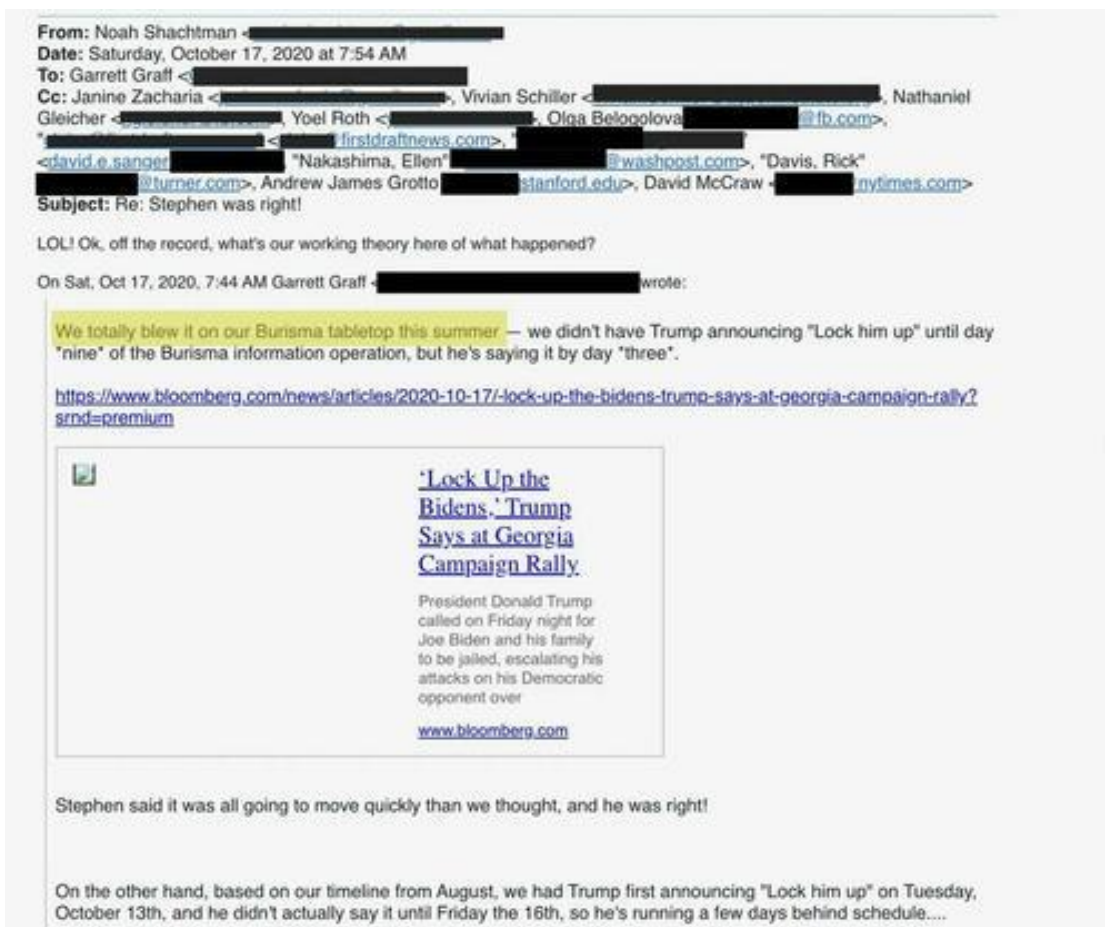 From: Noah Shachtman <
Date: Saturday, October 17, 2020 at 7:54 AM
To: Garrett Graff <
Cc: Janine Zacharia < >, Vivian Schiller < >, Nathaniel
Gleicher < , Yoel Roth < >, Olga Belogolova @fb.com>,
" < firstdraftnews.com>, "
<david.e.sanger , "Nakashima, Ellen" @washpost.com>, "Davis, Rick"
@turner.com>, Andrew James Grotto stanford.edu>, David McCraw < nytimes.com>
Subject: Re: Stephen was right!
LOL! Ok, off the record, what's our working theory here of what happened?
On Sat, Oct 17, 2020, 7:44 AM Garrett Graff < wrote:
We totally blew it on our Burisma tabletop this summer — we didn't have Trump announcing "Lock him up" until day
*nine* of the Burisma information operation, but he's saying it by day *three*.
https://www.bloomberg.com/news/articles/2020-10-17/-lock-up-the-bidens-trump-says-at-georgia-campaign-rally?
srnd=premium
'Lock Up the
Bidens,' Trump
Says at Georgia
Campaign Rally
President Donald Trump
called on Friday night for
Joe Biden and his family
to be jailed, escalating his
attacks on his Democratic
opponent over
www.bloomberg.com
Stephen said it was all going to move quickly than we thought, and he was right!
On the other hand, based on our timeline from August, we had Trump first announcing "Lock him up" on Tuesday,
October 13th, and he didn't actually say it until Friday the 16th, so he's running a few days behind schedule....